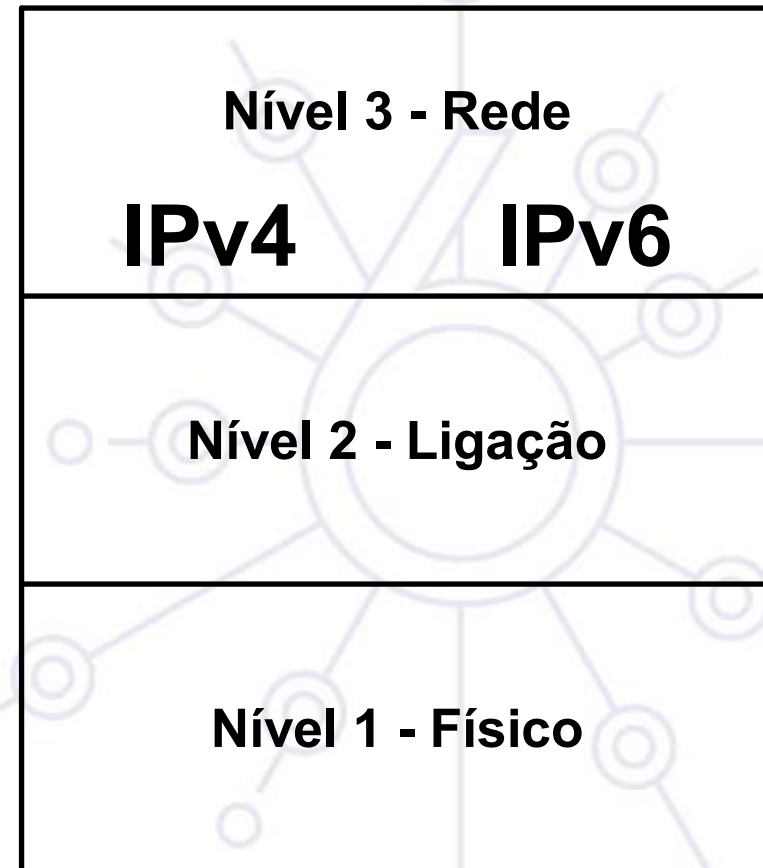 Nível 3 - Rede
IPv4 IPv6
Nível 2 - Ligação
Nível 1 - Físico